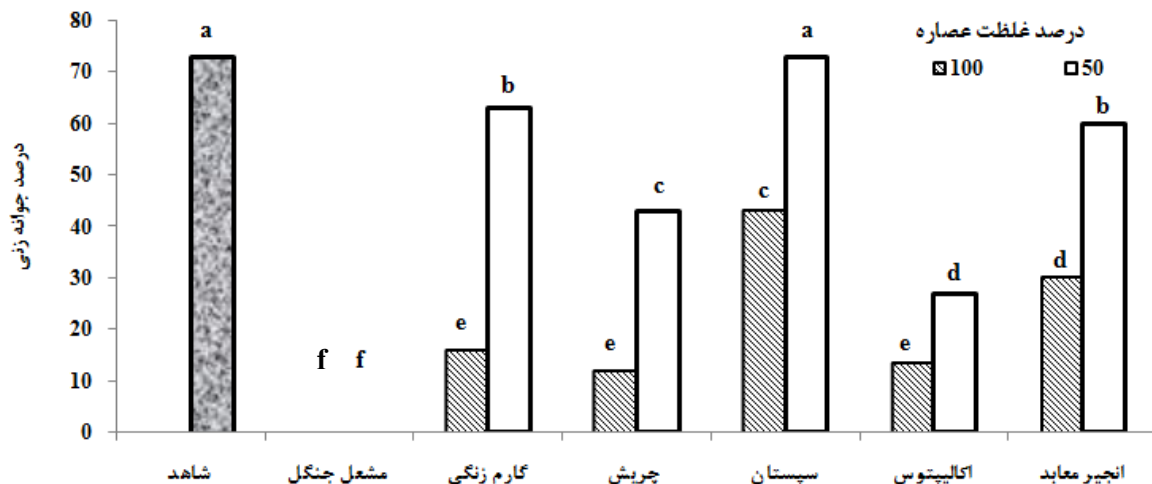 درصد غلظت عصاره
100 50
درصد جوانه زنی
80
70
60
50
40
30
20
10
0
a
f f
e b
e c
c a
e d
d b
شاهد
مشعل جنگل
گارم زنگی
چریش
سپستان
اکالیپتوس
انجیر معابد